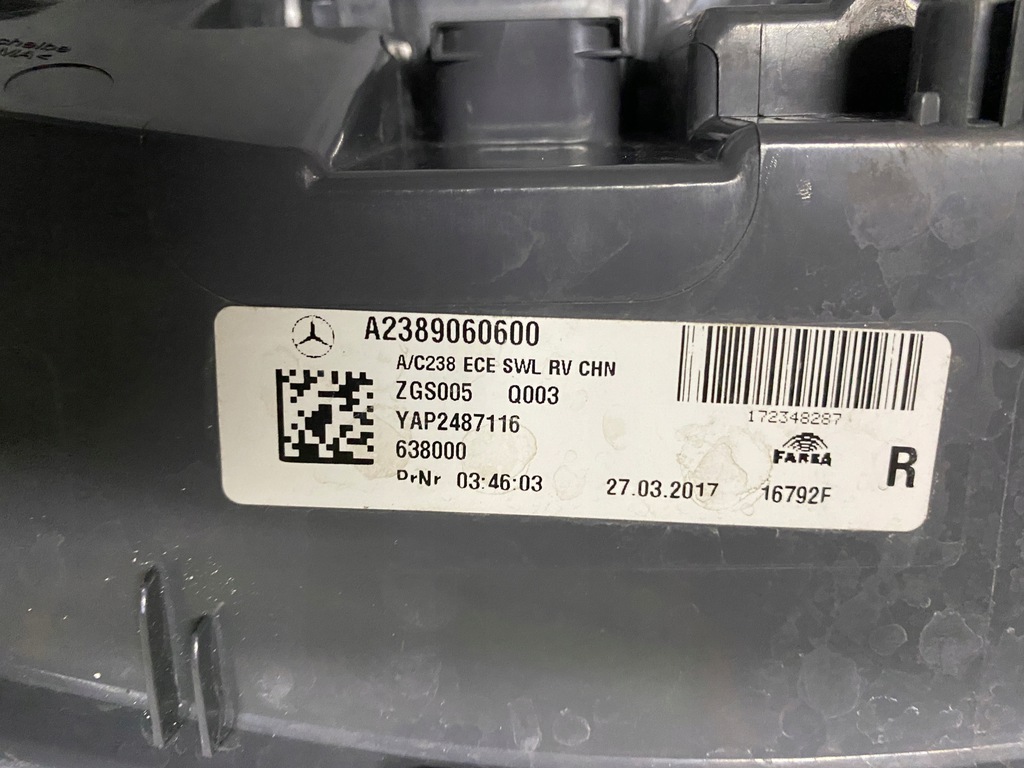 A2389060600
A/C238 ECE SWL RV CHN
ZGS005 Q003
YAP2487116
638000
PrNr 03:46:03
27.03.2017
172348287
FARBA
16792F
R